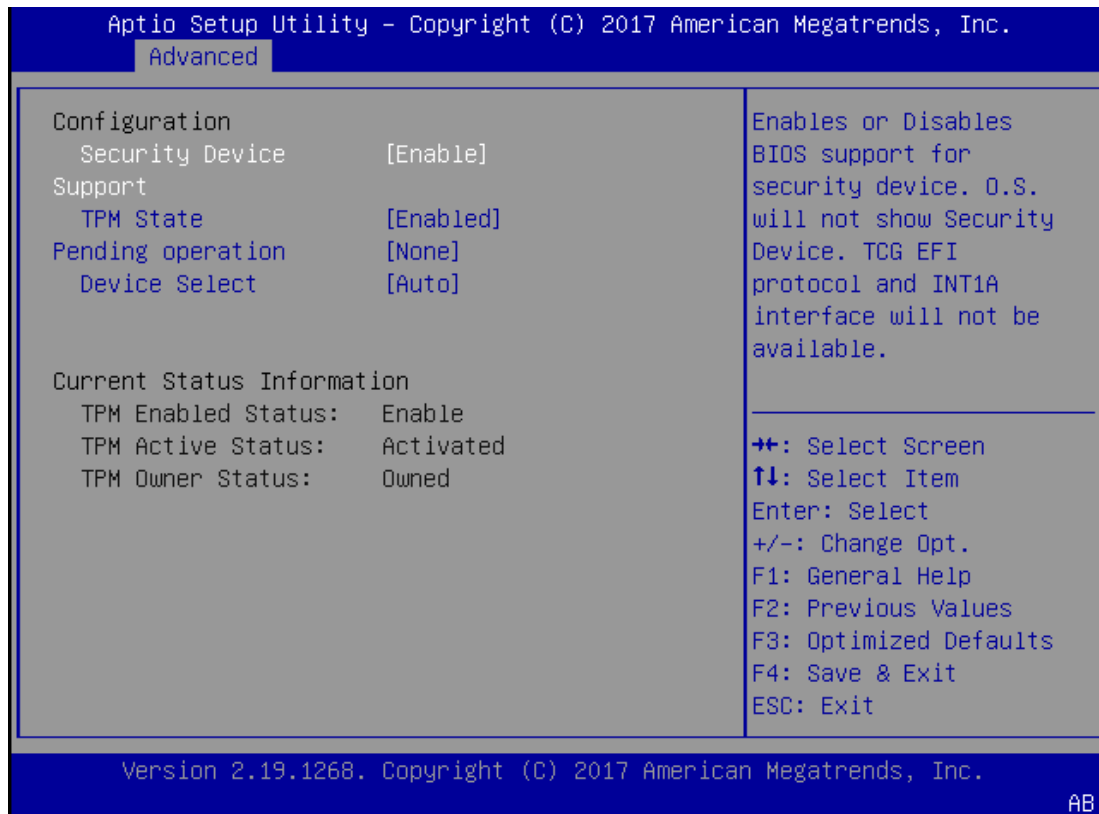 Aptio Setup Utility – Copyright (C) 2017 American Megatrends, Inc.
Advanced
Configuration
Security Device [Enable]
Support
TPM State [Enabled]
Pending operation [None]
Device Select [Auto]
Current Status Information
TPM Enabled Status: Enable
TPM Active Status: Activated
TPM Owner Status: Owned
Enables or Disables
BIOS support for
security device. O.S.
will not show Security
Device. TCG EFI
protocol and INT1A
interface will not be
available.
→←: Select Screen
↑↓: Select Item
Enter: Select
+/-: Change Opt.
F1: General Help
F2: Previous Values
F3: Optimized Defaults
F4: Save & Exit
ESC: Exit
Version 2.19.1268. Copyright (C) 2017 American Megatrends, Inc.
AB